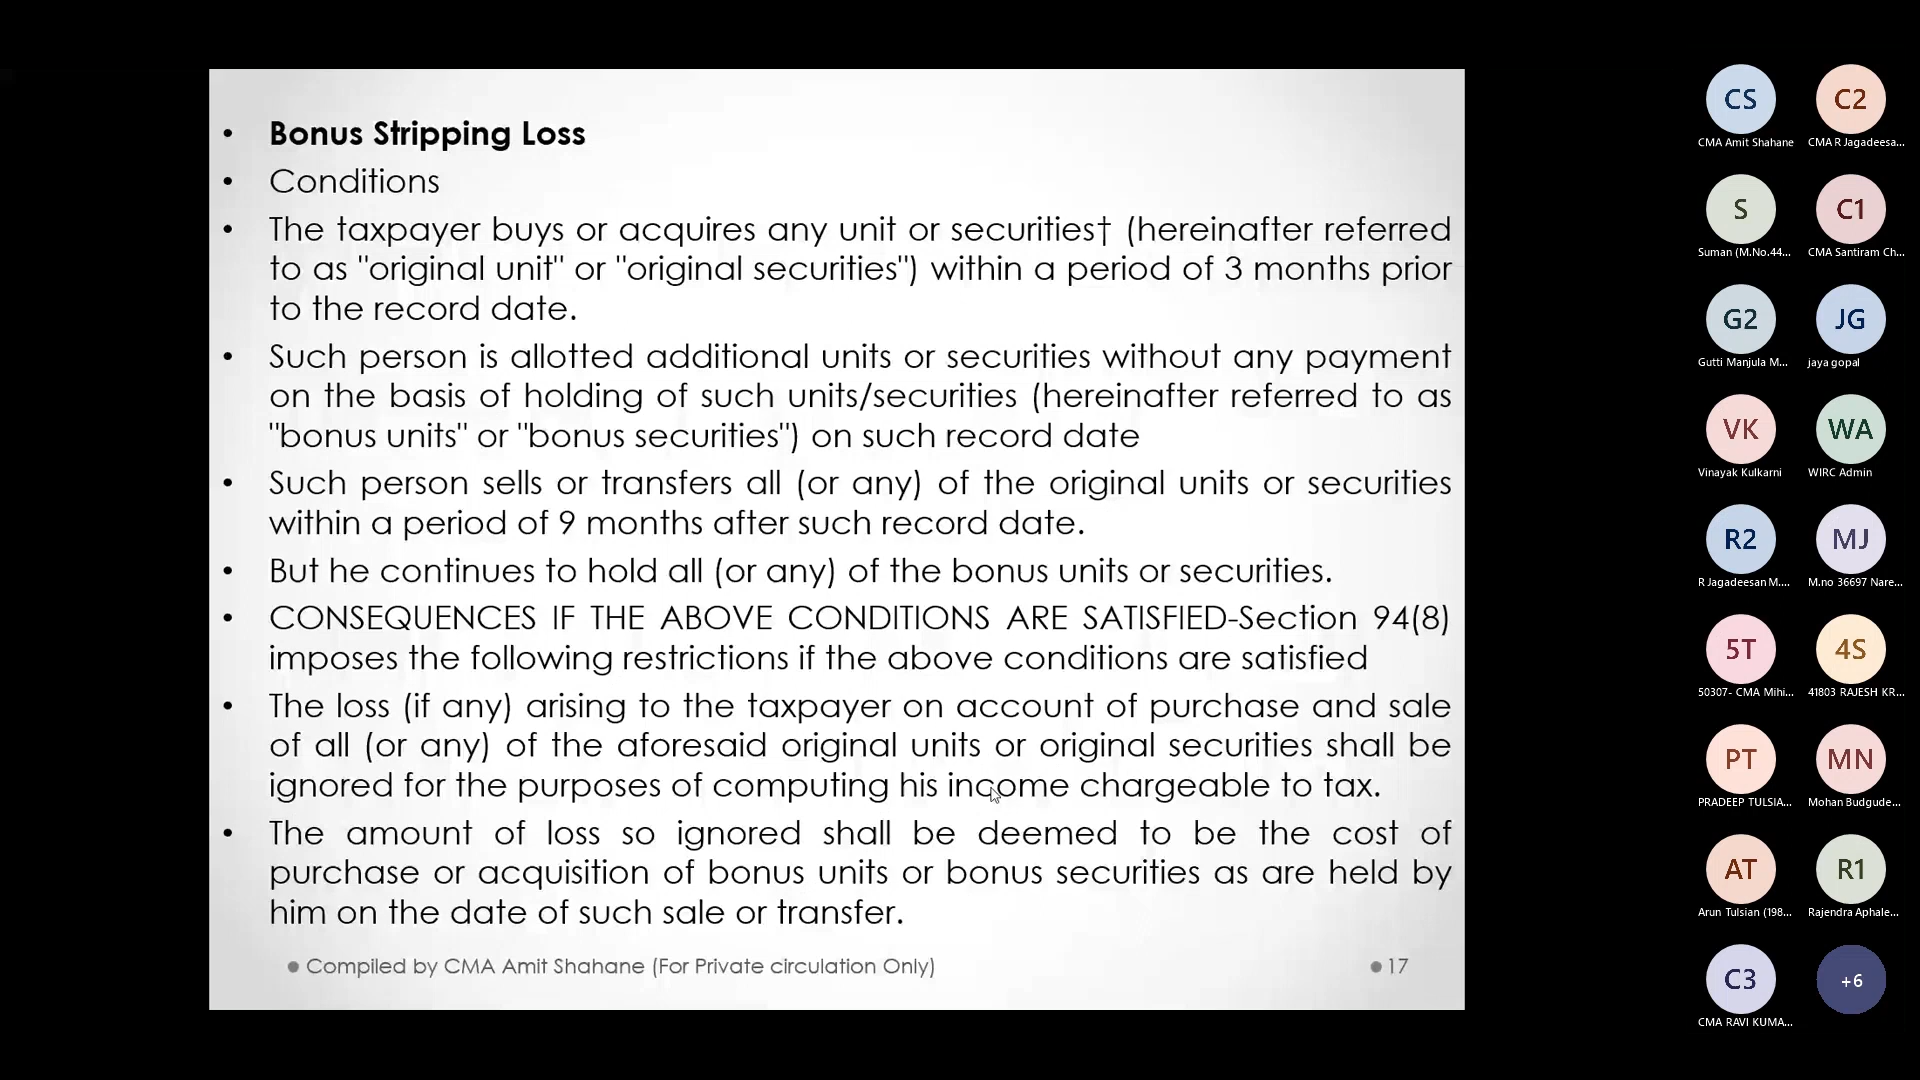 • Bonus Stripping Loss
• Conditions
• The taxpayer buys or acquires any unit or securities† (hereinafter referred
to as "original unit" or "original securities") within a period of 3 months prior
to the record date.
• Such person is allotted additional units or securities without any payment
on the basis of holding of such units/securities (hereinafter referred to as
"bonus units" or "bonus securities") on such record date
• Such person sells or transfers all (or any) of the original units or securities
within a period of 9 months after such record date.
• But he continues to hold all (or any) of the bonus units or securities.
• CONSEQUENCES IF THE ABOVE CONDITIONS ARE SATISFIED-Section 94(8)
imposes the following restrictions if the above conditions are satisfied
• The loss (if any) arising to the taxpayer on account of purchase and sale
of all (or any) of the aforesaid original units or original securities shall be
ignored for the purposes of computing his income chargeable to tax.
• The amount of loss so ignored shall be deemed to be the cost of
purchase or acquisition of bonus units or bonus securities as are held by
him on the date of such sale or transfer.
• Compiled by CMA Amit Shahane (For Private circulation Only)
• 17
CS C2
CMA Amit Shahane CMA R Jagadeesa...
S C1
Suman (M.No.44... CMA Santiram Ch...
G2 JG
Gutti Manjula M... jaya gopal
VK WA
Vinayak Kulkarni WIRC Admin
R2 MJ
R Jagadeesan M.... M.no 36697 Nare...
5T 4S
50307- CMA Mihi... 41803 RAJESH KR...
PT MN
PRADEEP TULSIA... Mohan Budgude...
AT R1
Arun Tulsian (198... Rajendra Aphale...
C3 +6
CMA RAVI KUMA...